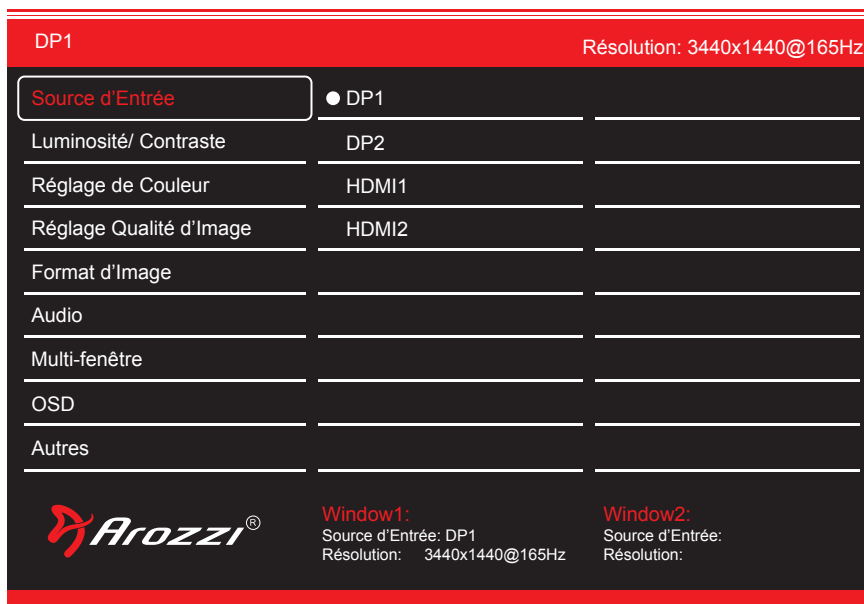 DP1
Résolution: 3440x1440@165Hz
Source d’Entrée
DP1
Luminosité/ Contraste
DP2
Réglage de Couleur
HDMI1
Réglage Qualité d’Image
HDMI2
Format d’Image
Audio
Multi-fenêtre
OSD
Autres
Arozzi®
Window1:
Source d’Entrée: DP1
Résolution: 3440x1440@165Hz
Window2:
Source d’Entrée:
Résolution: